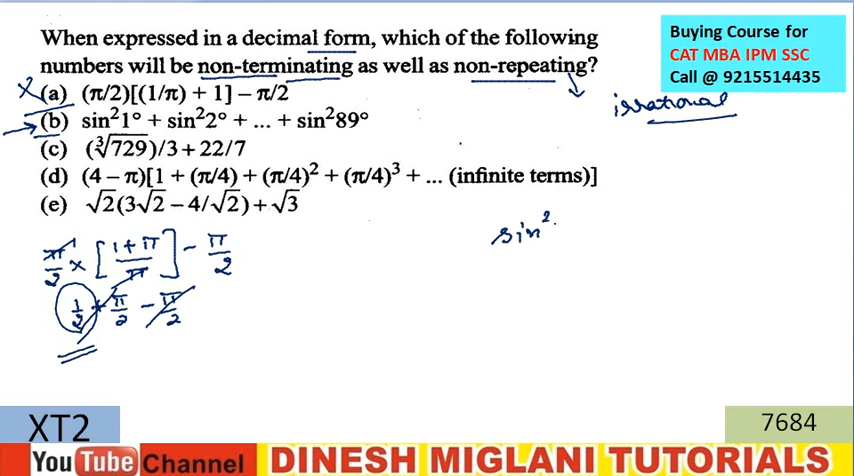 When expressed in a decimal form, which of the following
numbers will be non-terminating as well as non-repeating?
(a) (π/2)[(1/π) + 1] – π/2
(b) sin²1° + sin²2° + ... + sin²89°
(c) (∛729)/3 + 22/7
(d) (4 – π)[1 + (π/4) + (π/4)² + (π/4)³ + ... (infinite terms)]
(e) √2(3√2 – 4/√2) + √3
Buying Course for
CAT MBA IPM SSC
Call @ 9215514435
irrational
sin²
π/2 × [1+π/π] – π/2
1/2 + π/2 – π/2
XT2
7684
YouTube Channel DINESH MIGLANI TUTORIALS